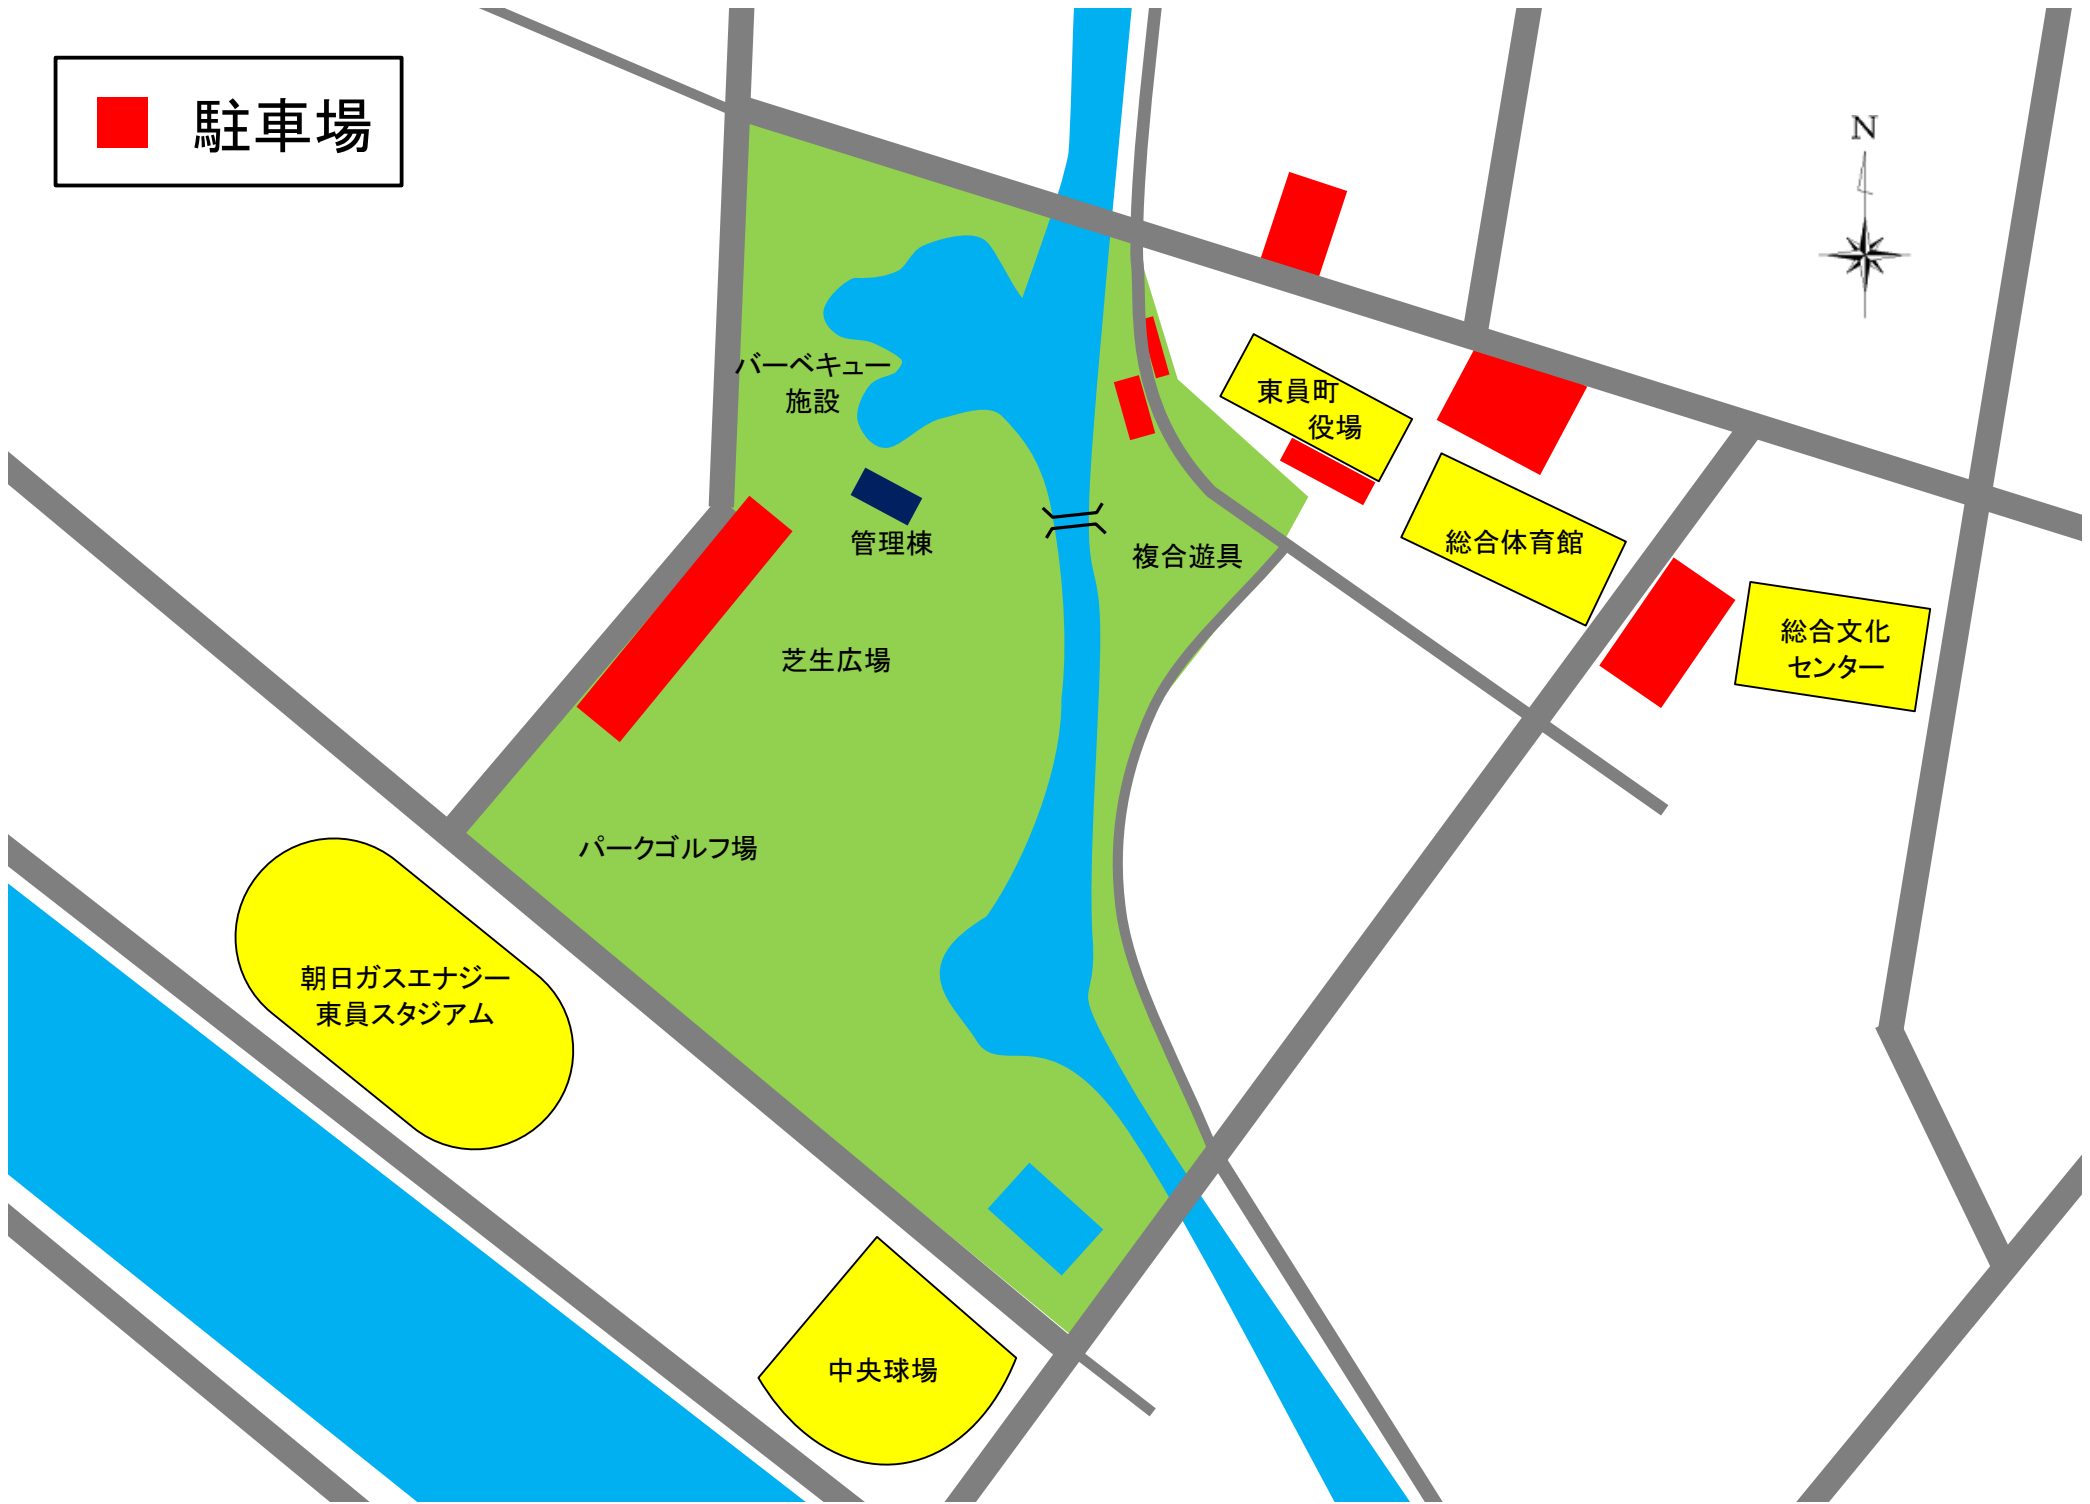 駐車場
N
バーベキュー
施設
東員町
役場
管理棟
複合遊具
総合体育館
芝生広場
総合文化
センター
パークゴルフ場
朝日ガスエナジー
東員スタジアム
中央球場